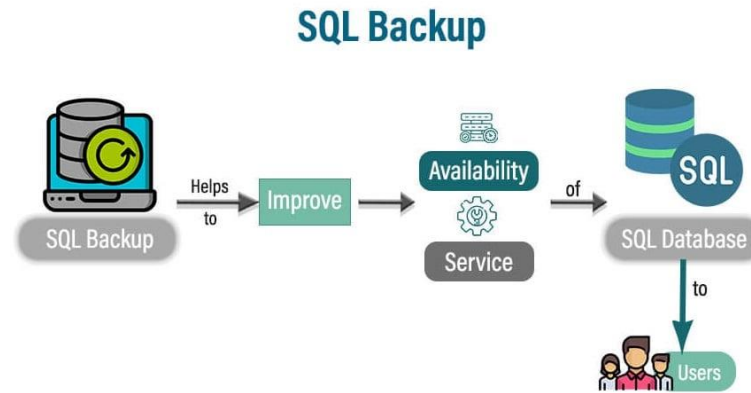 SQL Backup
SQL Backup
Helps
to
Improve
Availability
Service
of
SQL
SQL Database
to
Users